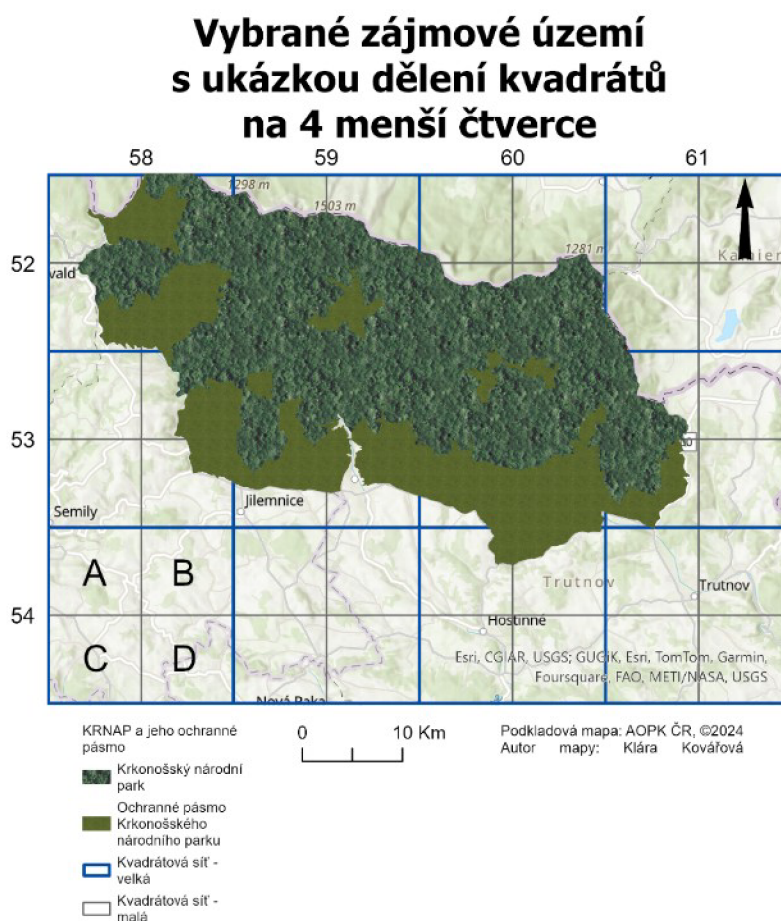 Vybrané zájmové území
s ukázkou dělení kvadrátů
na 4 menší čtverce
58 59 60 61
1298 m
1503 m
1281 m
52
vald
53
Semily
Jilemnice
A B
Trutnov
Trutnov
54
Hostinné
C D
Esri, CGIAR, USGS; GUGiK, Esri, TomTom, Garmin,
Foursquare, FAO, METI/NASA, USGS
Nová Paka
KRNAP a jeho ochranné
pásmo
0 10 Km
Podkladová mapa: AOPK ČR, ©2024
Autor mapy: Klára Kovářová
Krkonošský národní
park
Ochranné pásmo
Krkonošského
národního parku
Kvadrátová síť -
velká
Kvadrátová síť -
malá